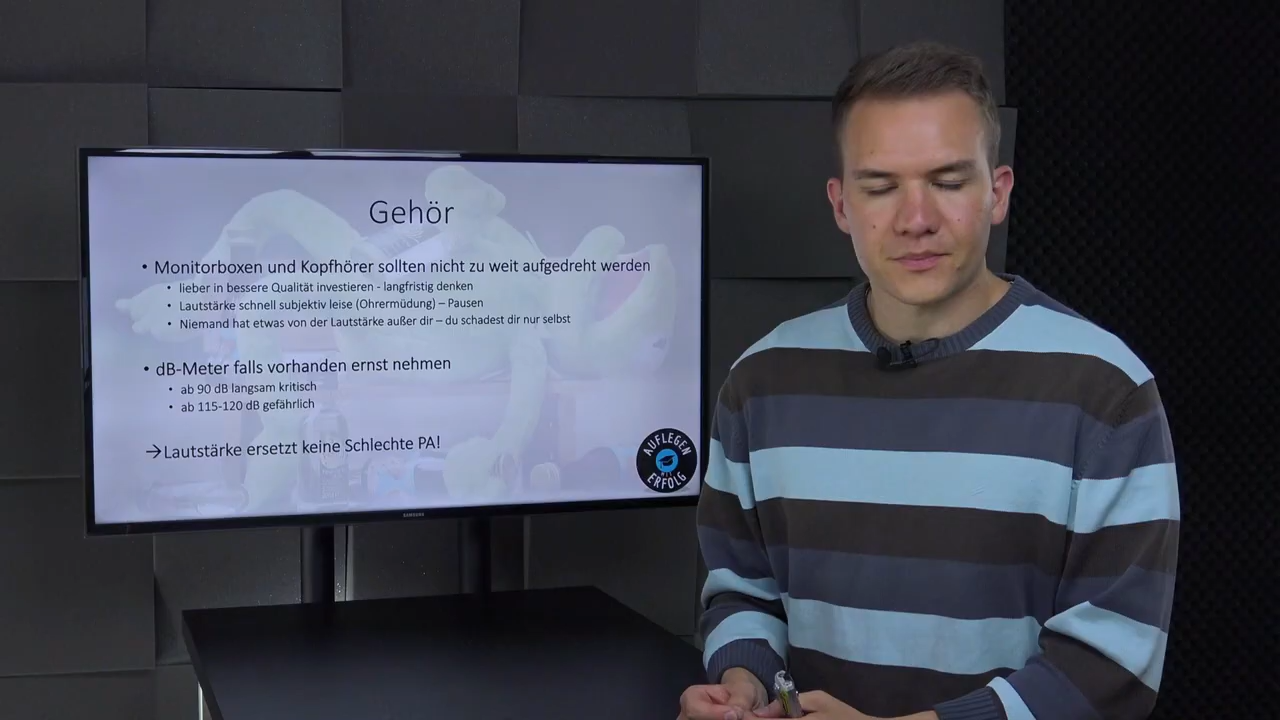 Gehör
• Monitorboxen und Kopfhörer sollten nicht zu weit aufgedreht werden
• lieber in bessere Qualität investieren - langfristig denken
• Lautstärke schnell subjektiv leise (Ohrermüdung) – Pausen
• Niemand hat etwas von der Lautstärke außer dir – du schadest dir nur selbst
• dB-Meter falls vorhanden ernst nehmen
• ab 90 dB langsam kritisch
• ab 115-120 dB gefährlich
→Lautstärke ersetzt keine Schlechte PA!
AUFLEGEN
MIT
ERFOLG
SAMSUNG